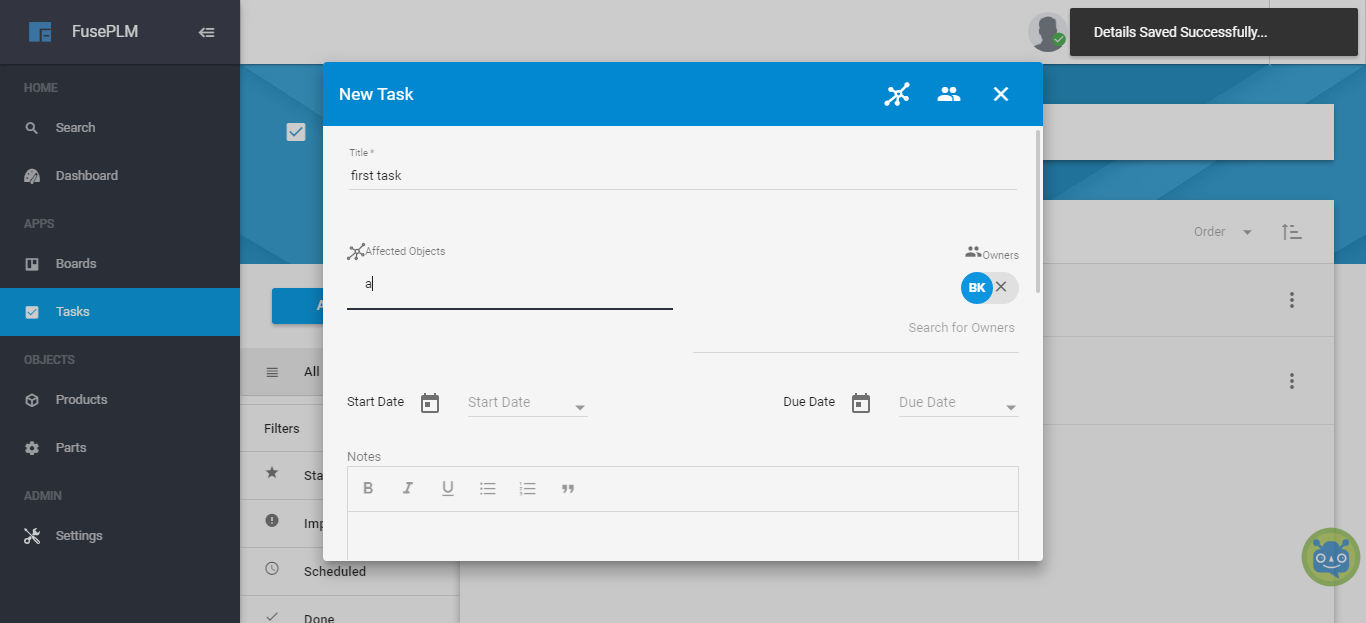 FusePLM
Details Saved Successfully...
HOME
Search
Dashboard
APPS
Boards
Tasks
OBJECTS
Products
Parts
ADMIN
Settings
New Task
Title *
first task
Affected Objects
a
Owners
BK
Search for Owners
Start Date
Start Date
Due Date
Due Date
Notes
B I U
Order
A
All
Filters
Sta
Imp
Scheduled
Done